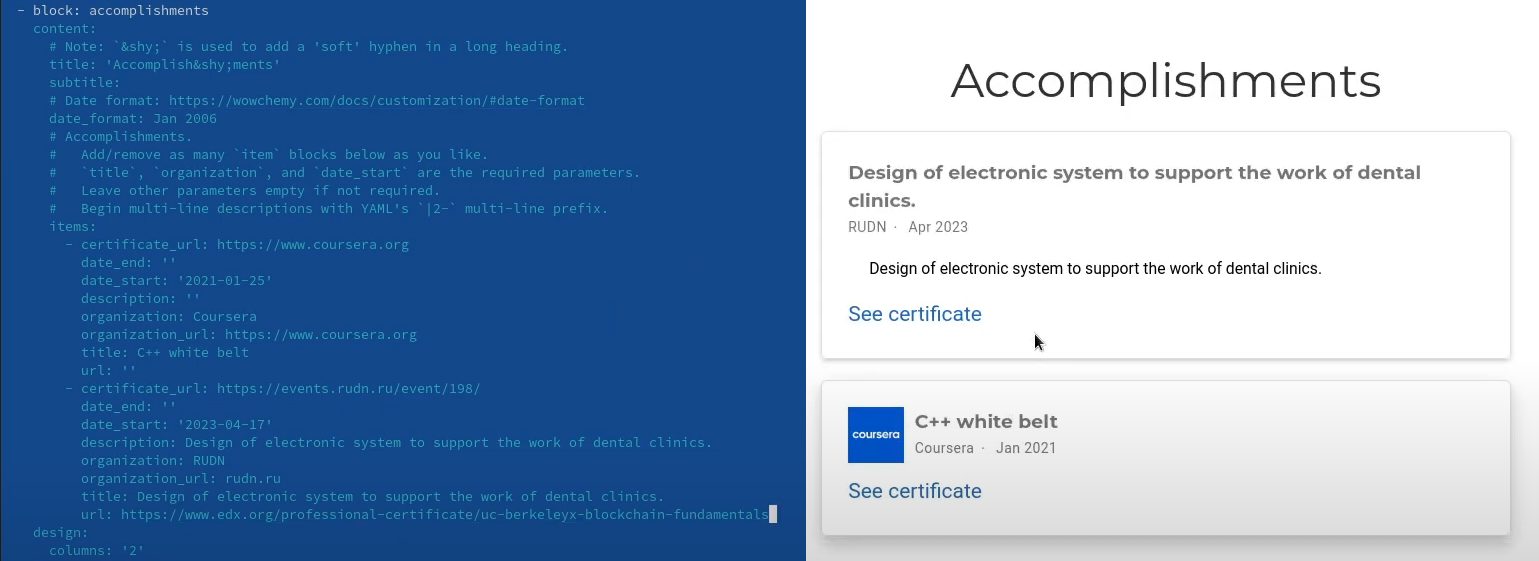 - block: accomplishments
content:
# Note: `&shy;` is used to add a 'soft' hyphen in a long heading.
title: 'Accomplish&shy;ments'
subtitle:
# Date format: https://wowchemy.com/docs/customization/#date-format
date_format: Jan 2006
# Accomplishments.
#   Add/remove as many `item` blocks below as you like.
#   `title`, `organization`, and `date_start` are the required parameters.
#   Leave other parameters empty if not required.
#   Begin multi-line descriptions with YAML's `|2-` multi-line prefix.
items:
- certificate_url: https://www.coursera.org
date_end: ''
date_start: '2021-01-25'
description: ''
organization: Coursera
organization_url: https://www.coursera.org
title: C++ white belt
url: ''
- certificate_url: https://events.rudn.ru/event/198/
date_end: ''
date_start: '2023-04-17'
description: Design of electronic system to support the work of dental clinics.
organization: RUDN
organization_url: rudn.ru
title: Design of electronic system to support the work of dental clinics.
url: https://www.edx.org/professional-certificate/uc-berkeleyx-blockchain-fundamentals
design:
columns: '2'
Accomplishments
Design of electronic system to support the work of dental
clinics.
RUDN · Apr 2023
Design of electronic system to support the work of dental clinics.
See certificate
coursera
C++ white belt
Coursera · Jan 2021
See certificate